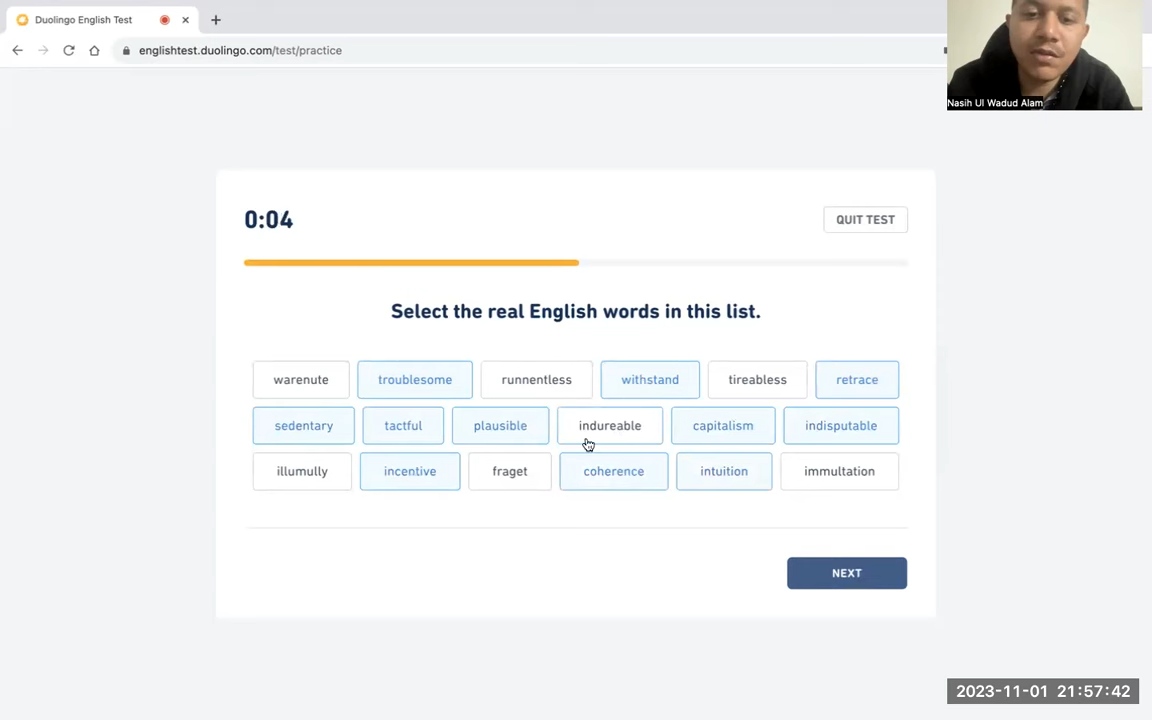 Duolingo English Test
englishtest.duolingo.com/test/practice
Nasih Ul Wadud Alam
0:04
QUIT TEST
Select the real English words in this list.
warenute troublesome runnentless withstand tireabless retrace
sedentary tactful plausible indureable capitalism indisputable
illumully incentive fraget coherence intuition immultation
NEXT
2023-11-01 21:57:42